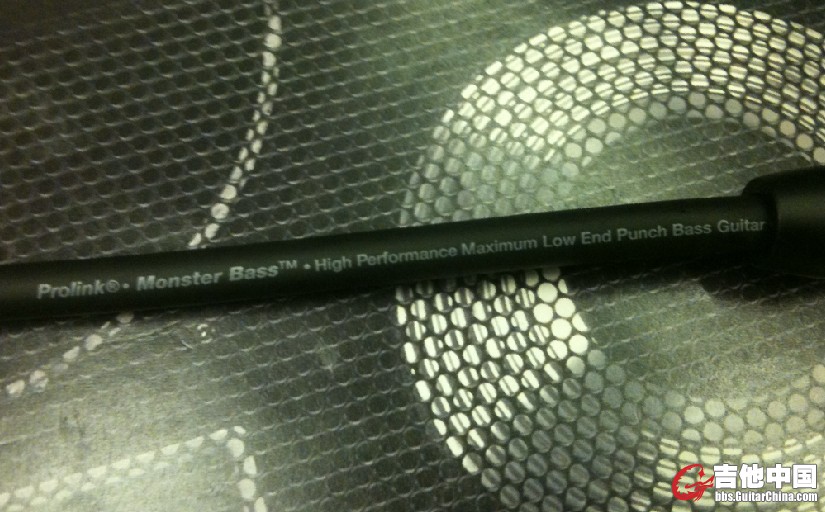 Prolink®• Monster Bass™ • High Performance Maximum Low End Punch Bass Guitar
吉他中国
bbs.GuitarChina.com